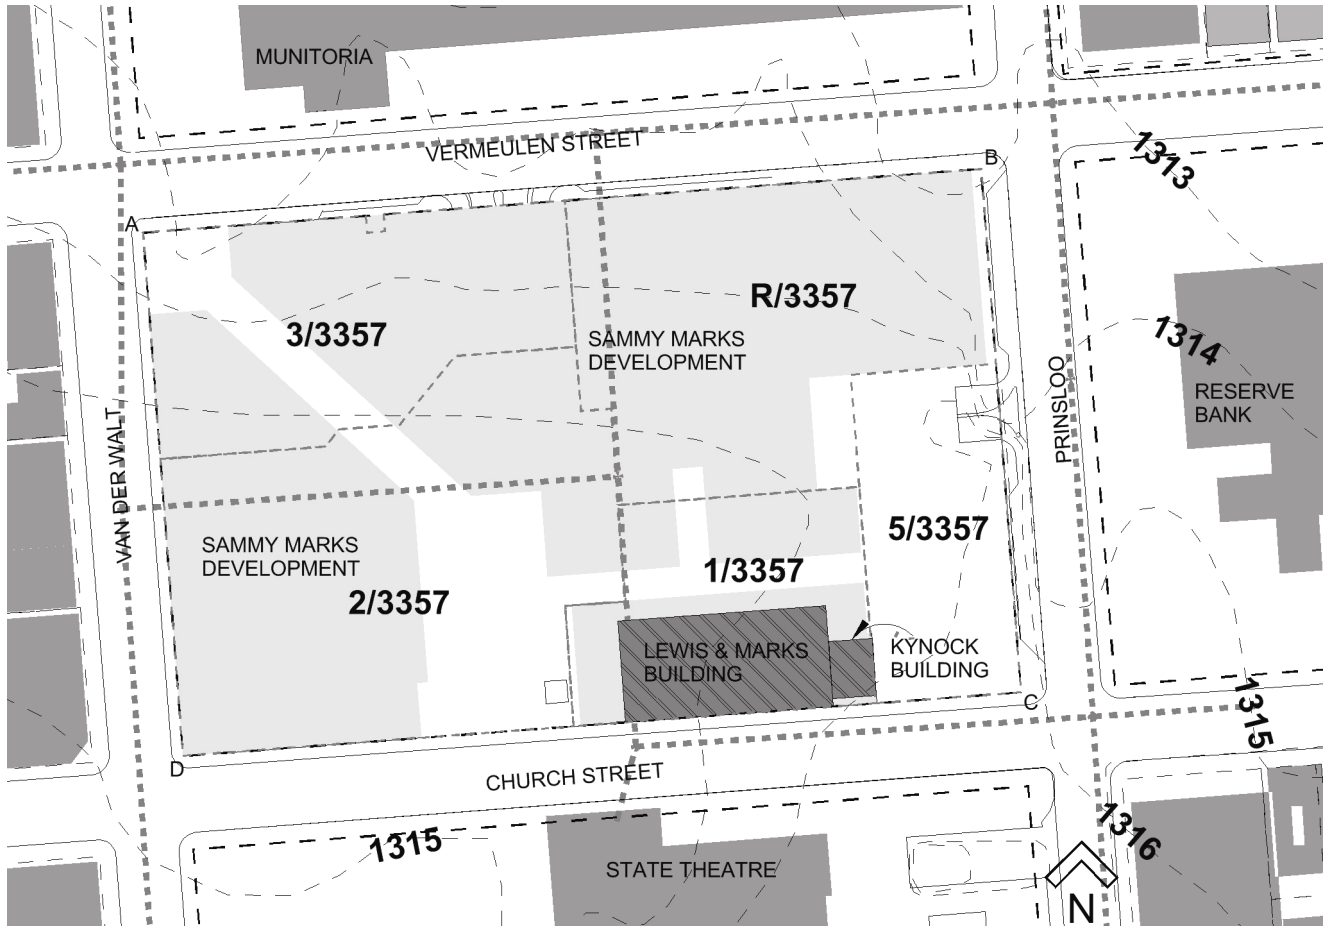 MUNITORIA
VERMEULEN STREET
1313
B
A
R/3357
3/3357
SAMMY MARKS
DEVELOPMENT
1314
RESERVE
BANK
PRINSLOO
VAN DER WALT
5/3357
SAMMY MARKS
DEVELOPMENT
2/3357
1/3357
LEWIS & MARKS
BUILDING
KYNOCK
BUILDING
C
1315
D
CHURCH STREET
1315
1316
STATE THEATRE
N